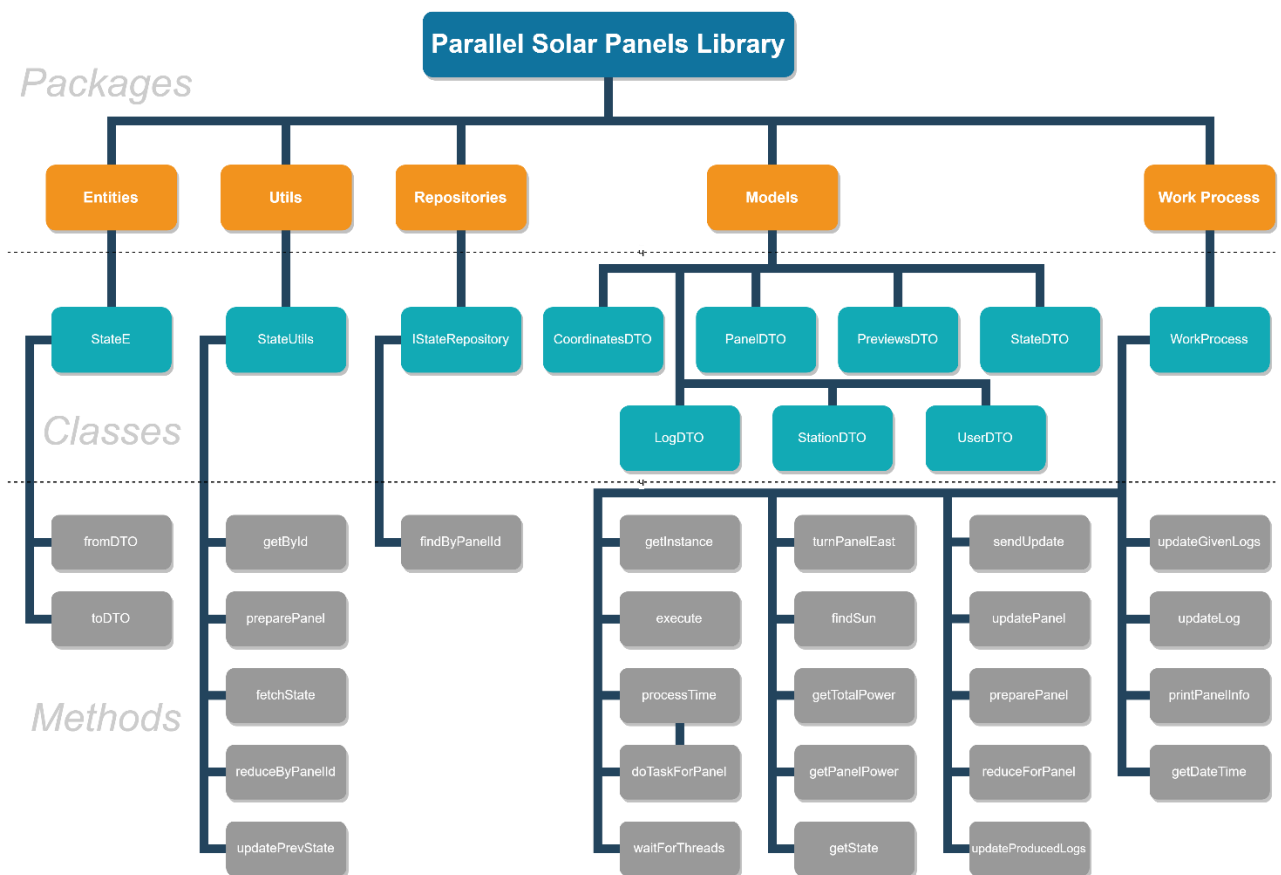 Parallel Solar Panels Library
Packages
Entities
Utils
Repositories
Models
Work Process
StateE
StateUtils
IStateRepository
CoordinatesDTO
PanelDTO
PreviewsDTO
StateDTO
WorkProcess
Classes
LogDTO
StationDTO
UserDTO
fromDTO
getById
findByPanelId
getInstance
turnPanelEast
sendUpdate
updateGivenLogs
toDTO
preparePanel
execute
findSun
updatePanel
updateLog
Methods
fetchState
processTime
getTotalPower
preparePanel
printPanelInfo
reduceByPanelId
doTaskForPanel
getPanelPower
reduceForPanel
getDateTime
updatePrevState
waitForThreads
getState
updateProducedLogs